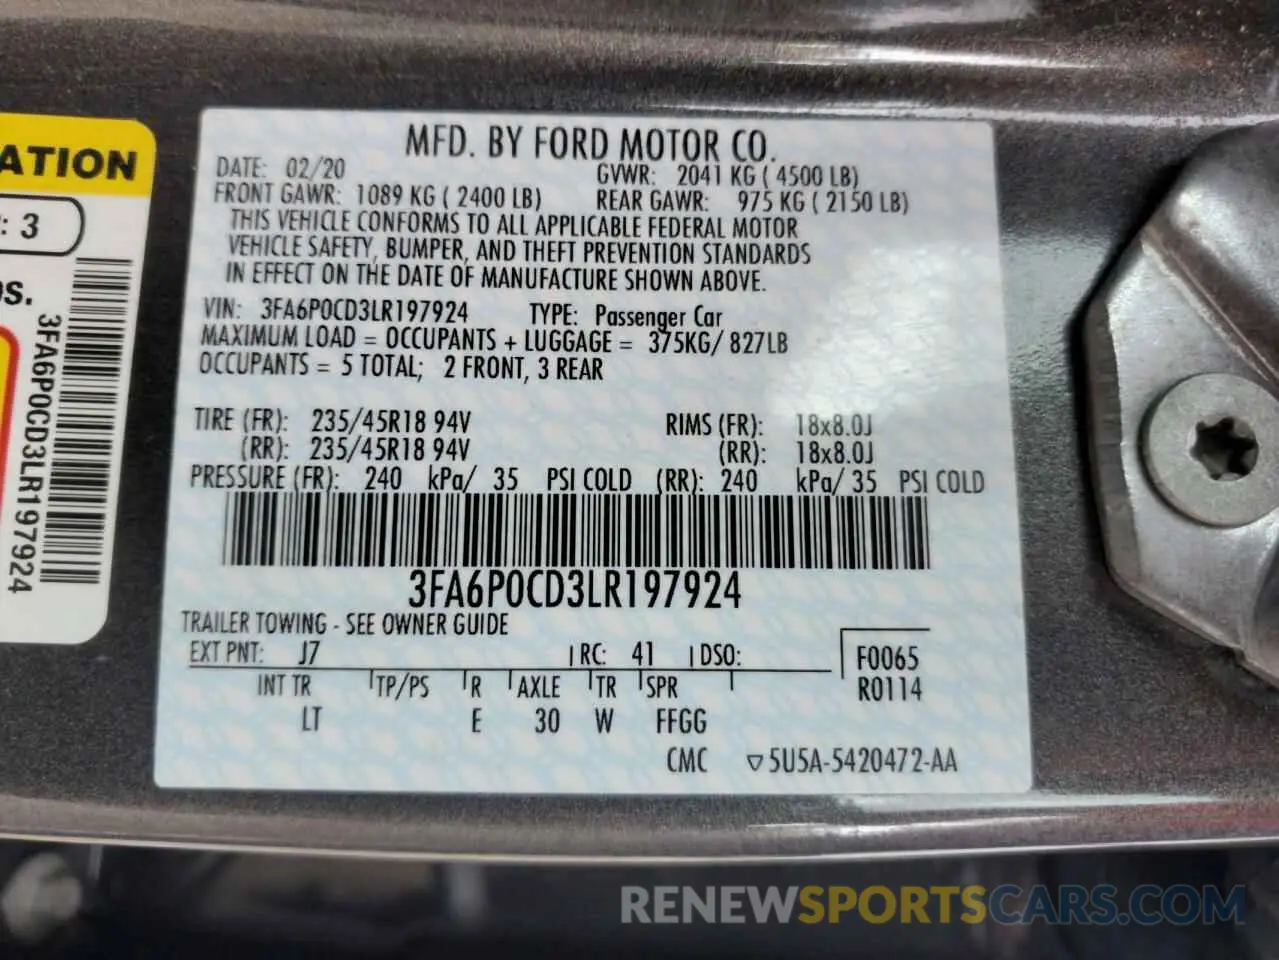 MFD. BY FORD MOTOR CO.
DATE: 02/20 GVWR: 2041 KG ( 4500 LB)
FRONT GAWR: 1089 KG ( 2400 LB) REAR GAWR: 975 KG ( 2150 LB)
THIS VEHICLE CONFORMS TO ALL APPLICABLE FEDERAL MOTOR
VEHICLE SAFETY, BUMPER, AND THEFT PREVENTION STANDARDS
IN EFFECT ON THE DATE OF MANUFACTURE SHOWN ABOVE.
VIN: 3FA6P0CD3LR197924 TYPE: Passenger Car
MAXIMUM LOAD = OCCUPANTS + LUGGAGE = 375KG/ 827LB
OCCUPANTS = 5 TOTAL; 2 FRONT, 3 REAR
TIRE (FR): 235/45R18 94V RIMS (FR): 18x8.0J
(RR): 235/45R18 94V (RR): 18x8.0J
PRESSURE (FR): 240 kPa/ 35 PSI COLD (RR): 240 kPa/ 35 PSI COLD
3FA6P0CD3LR197924
TRAILER TOWING - SEE OWNER GUIDE
EXT PNT: J7 RC: 41 DSO: F0065
INT TR TP/PS R AXLE TR SPR R0114
LT E 30 W FFGG
CMC ▽5U5A-5420472-AA
ATION
: 3
s.
3FA6P0CD3LR197924
RENEWSPORTSCARS.COM